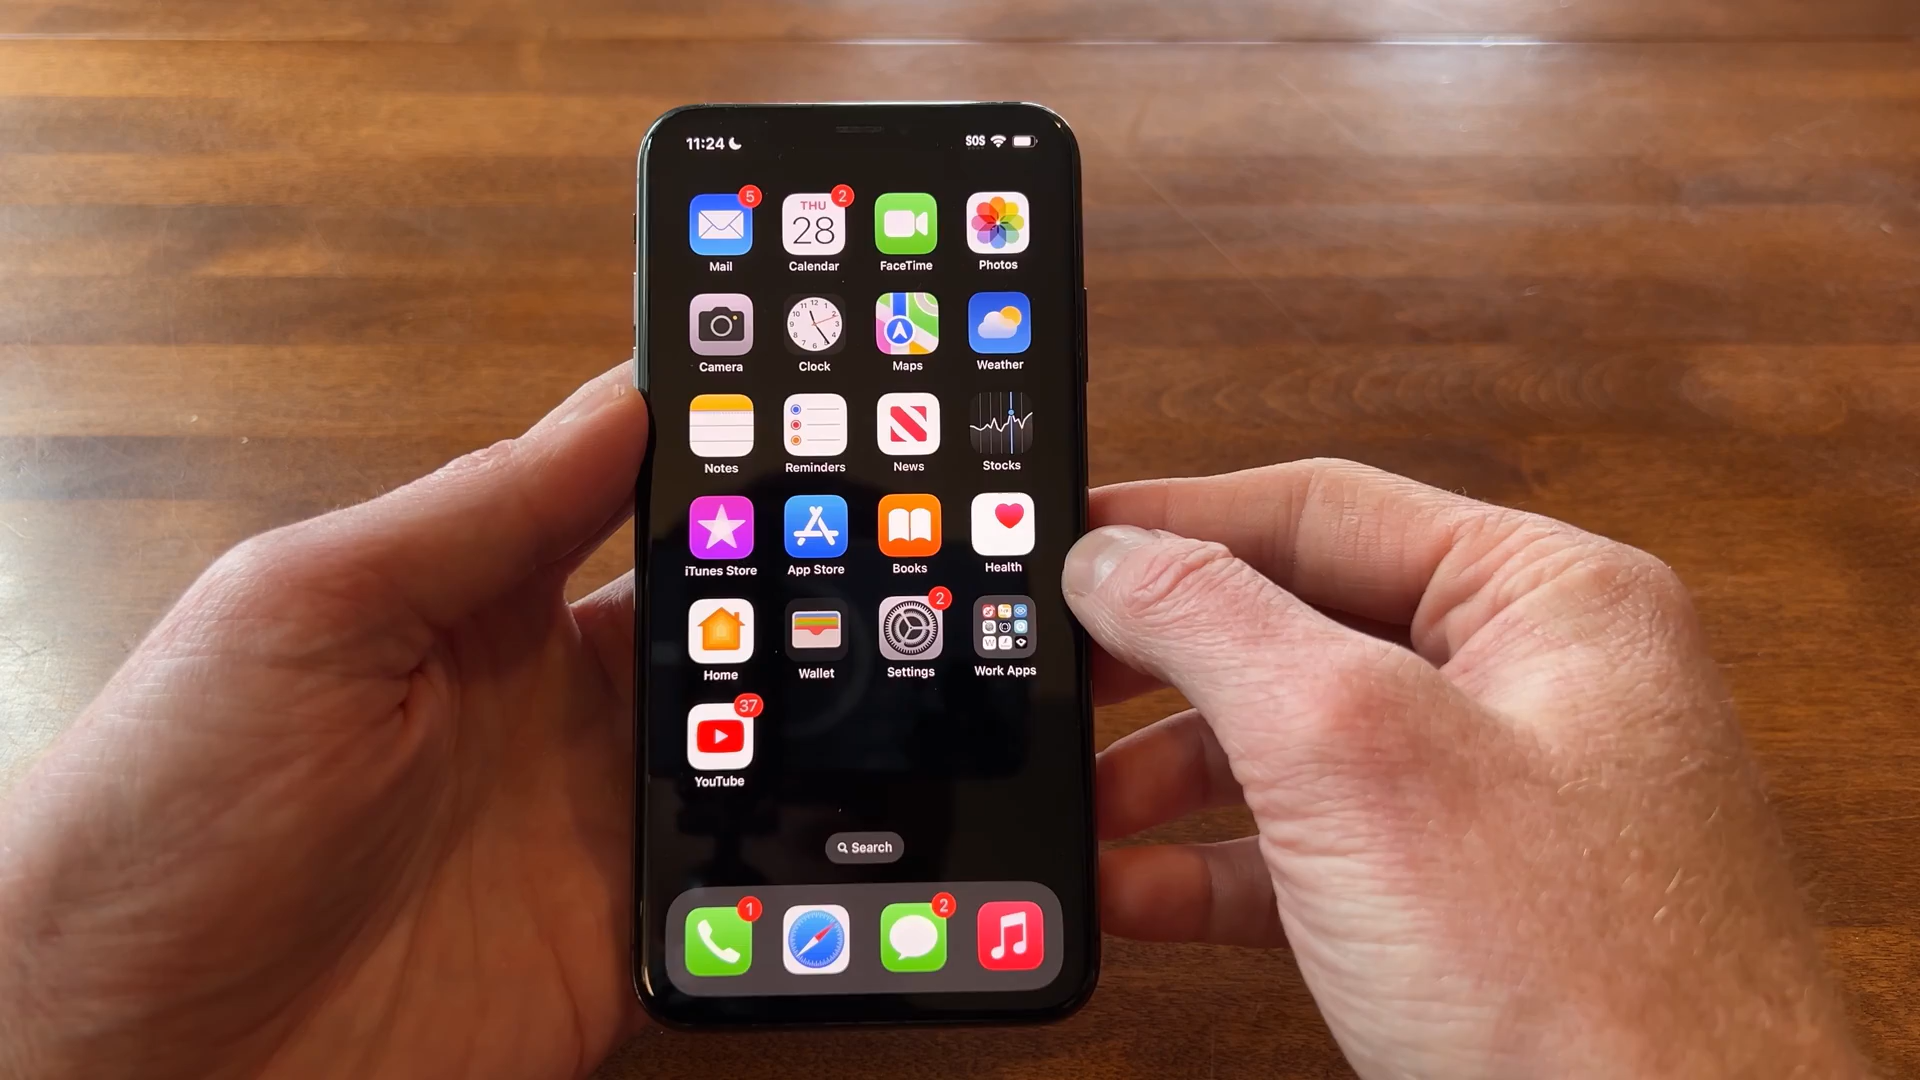 11:24 SOS
5 2
THU
28
Mail Calendar FaceTime Photos
Camera Clock Maps Weather
Notes Reminders News Stocks
iTunes Store App Store Books Health
2
Home Wallet Settings Work Apps
37
YouTube
Search
1 2